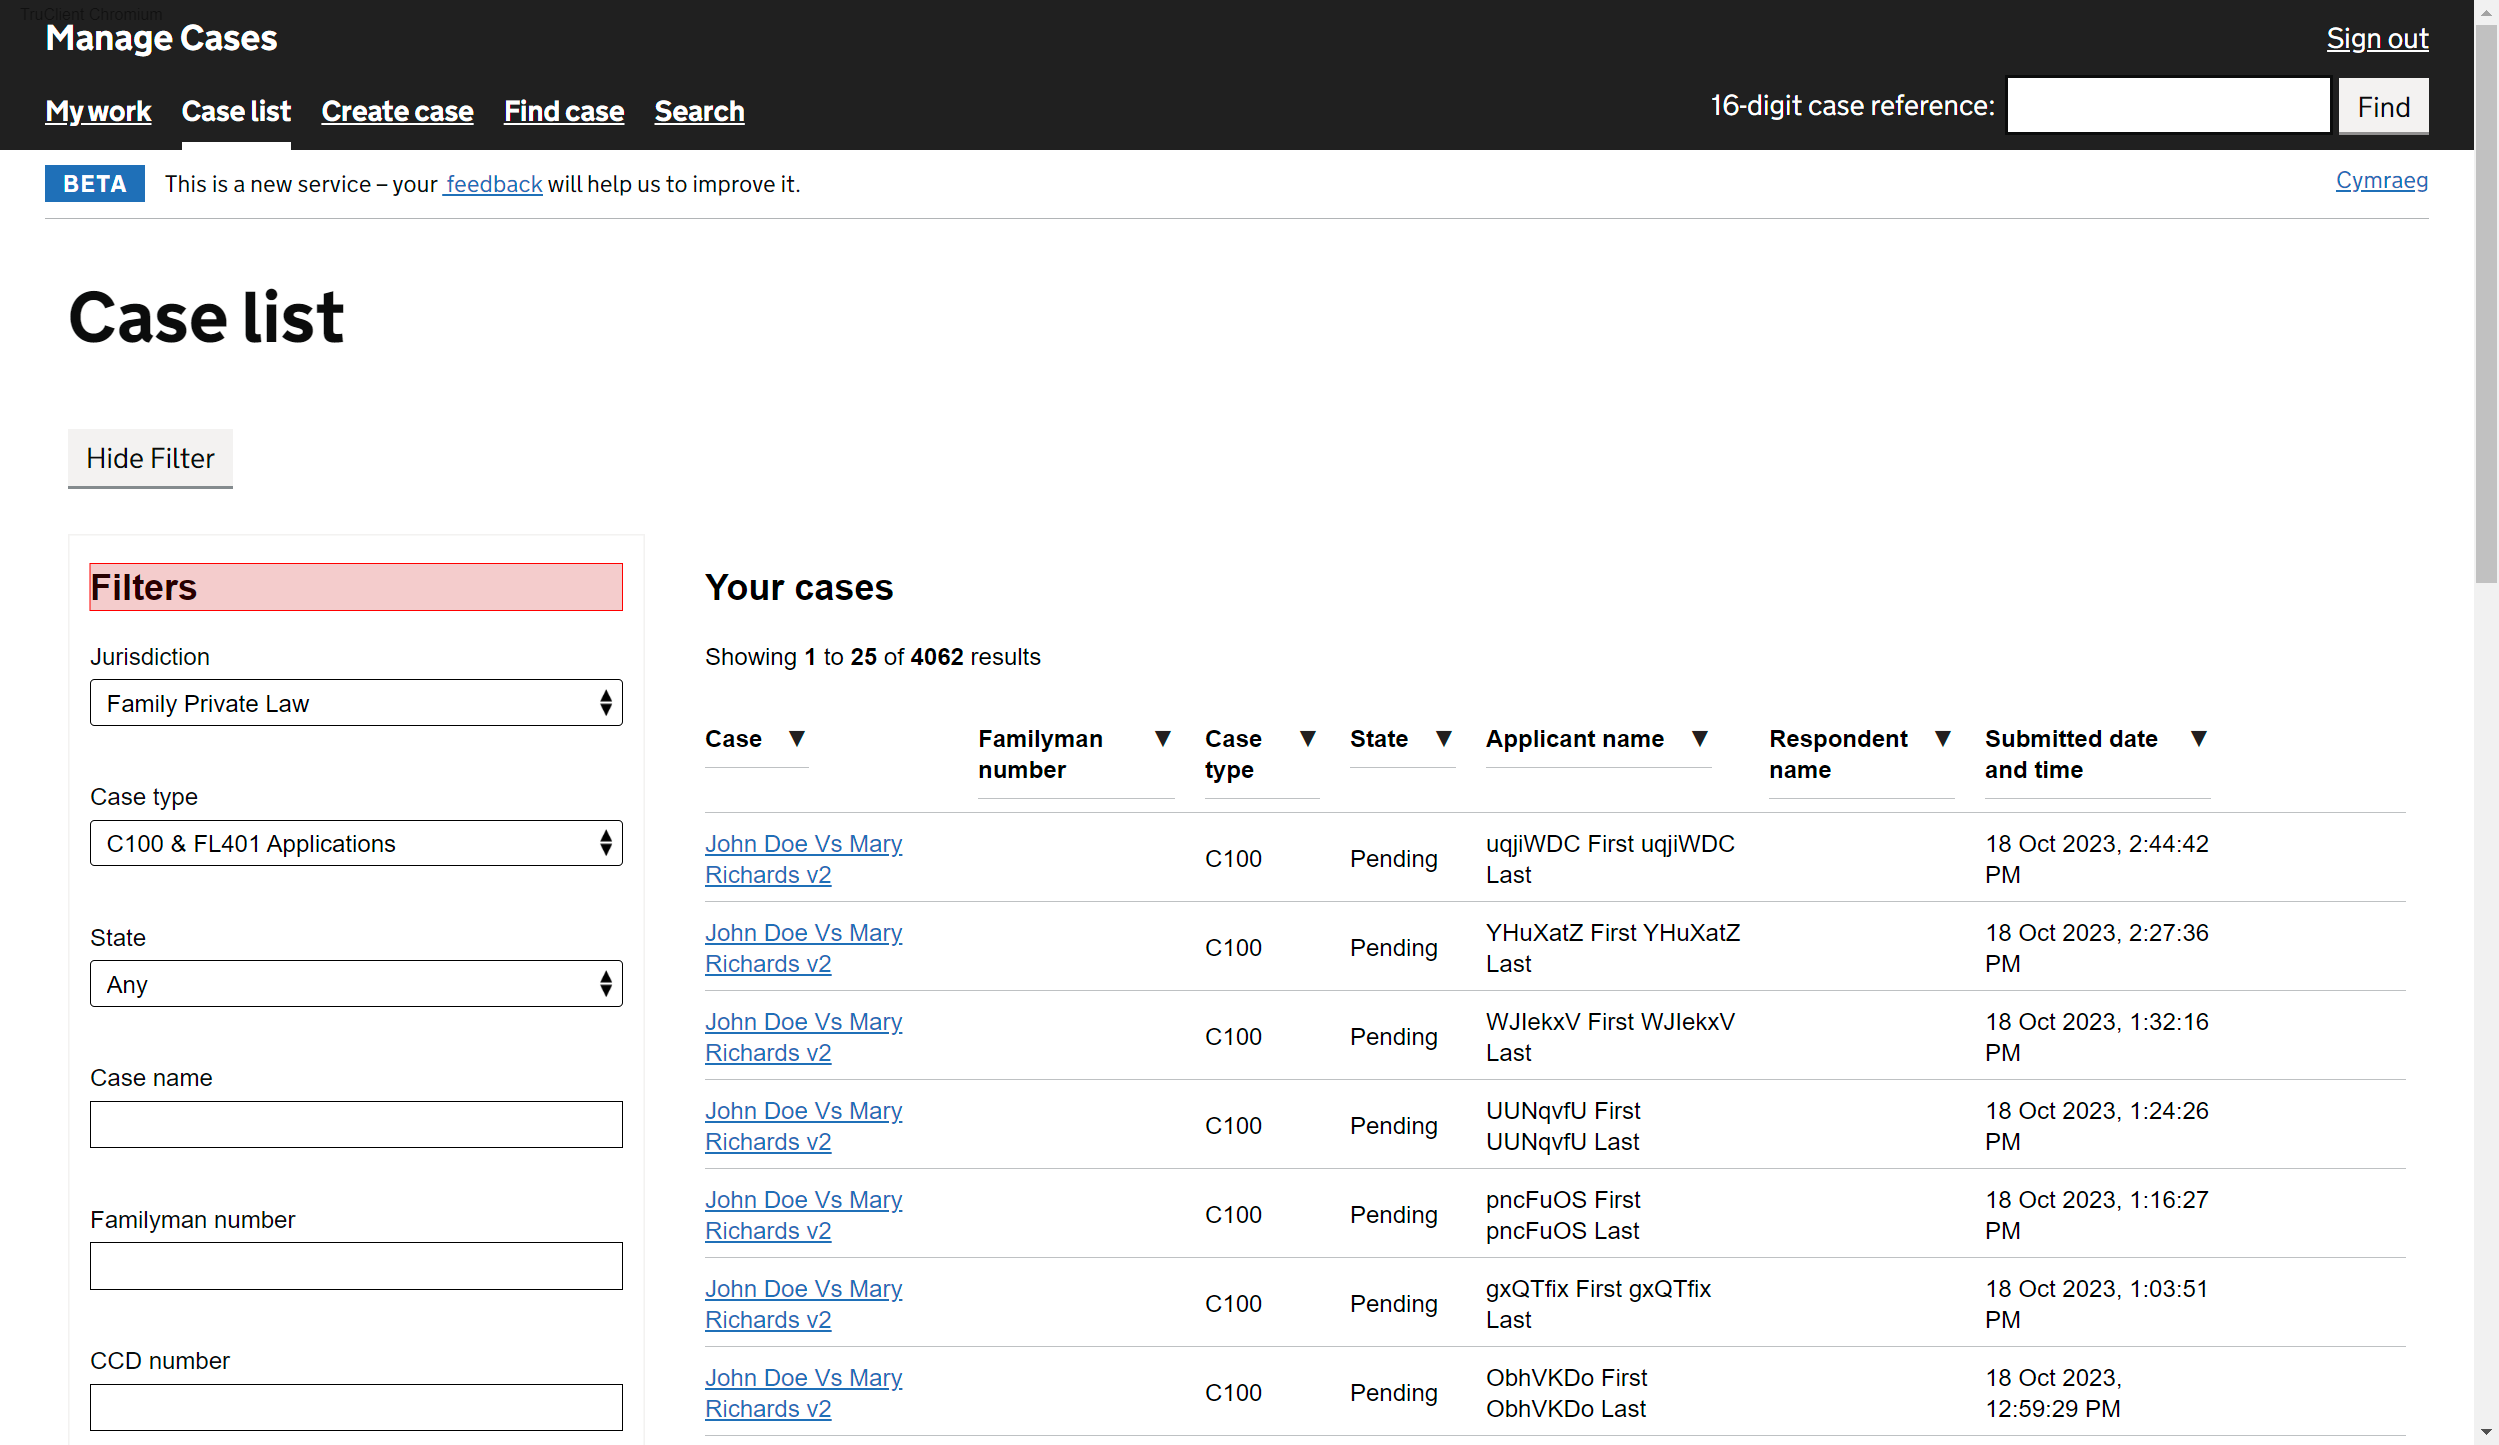 TruClient Chromium
Manage Cases
Sign out
My work Case list Create case Find case Search
16-digit case reference:
Find
BETA This is a new service – your feedback will help us to improve it.
Cymraeg
Case list
Hide Filter
Filters
Jurisdiction
Family Private Law
Case type
C100 & FL401 Applications
State
Any
Case name
Familyman number
CCD number
Your cases
Showing 1 to 25 of 4062 results
Case ▼ Familyman ▼ Case ▼ State ▼ Applicant name ▼ Respondent ▼ Submitted date ▼
number type name and time
John Doe Vs Mary uqjiWDC First uqjiWDC 18 Oct 2023, 2:44:42
C100 Pending
Richards v2 Last PM
John Doe Vs Mary YHuXatZ First YHuXatZ 18 Oct 2023, 2:27:36
C100 Pending
Richards v2 Last PM
John Doe Vs Mary WJIekxV First WJIekxV 18 Oct 2023, 1:32:16
C100 Pending
Richards v2 Last PM
John Doe Vs Mary UUNqvfU First 18 Oct 2023, 1:24:26
C100 Pending
Richards v2 UUNqvfU Last PM
John Doe Vs Mary pncFuOS First 18 Oct 2023, 1:16:27
C100 Pending
Richards v2 pncFuOS Last PM
John Doe Vs Mary gxQTfix First gxQTfix 18 Oct 2023, 1:03:51
C100 Pending
Richards v2 Last PM
John Doe Vs Mary ObhVKDo First 18 Oct 2023,
C100 Pending
Richards v2 ObhVKDo Last 12:59:29 PM